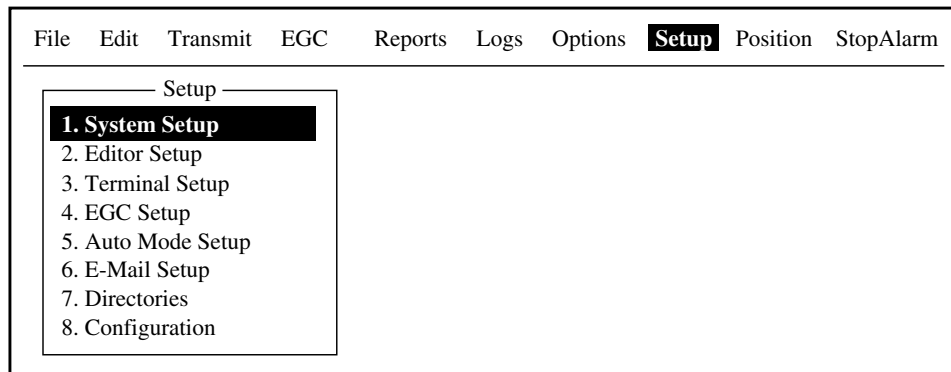 File Edit Transmit EGC Reports Logs Options Setup Position StopAlarm
Setup
1. System Setup
2. Editor Setup
3. Terminal Setup
4. EGC Setup
5. Auto Mode Setup
6. E-Mail Setup
7. Directories
8. Configuration